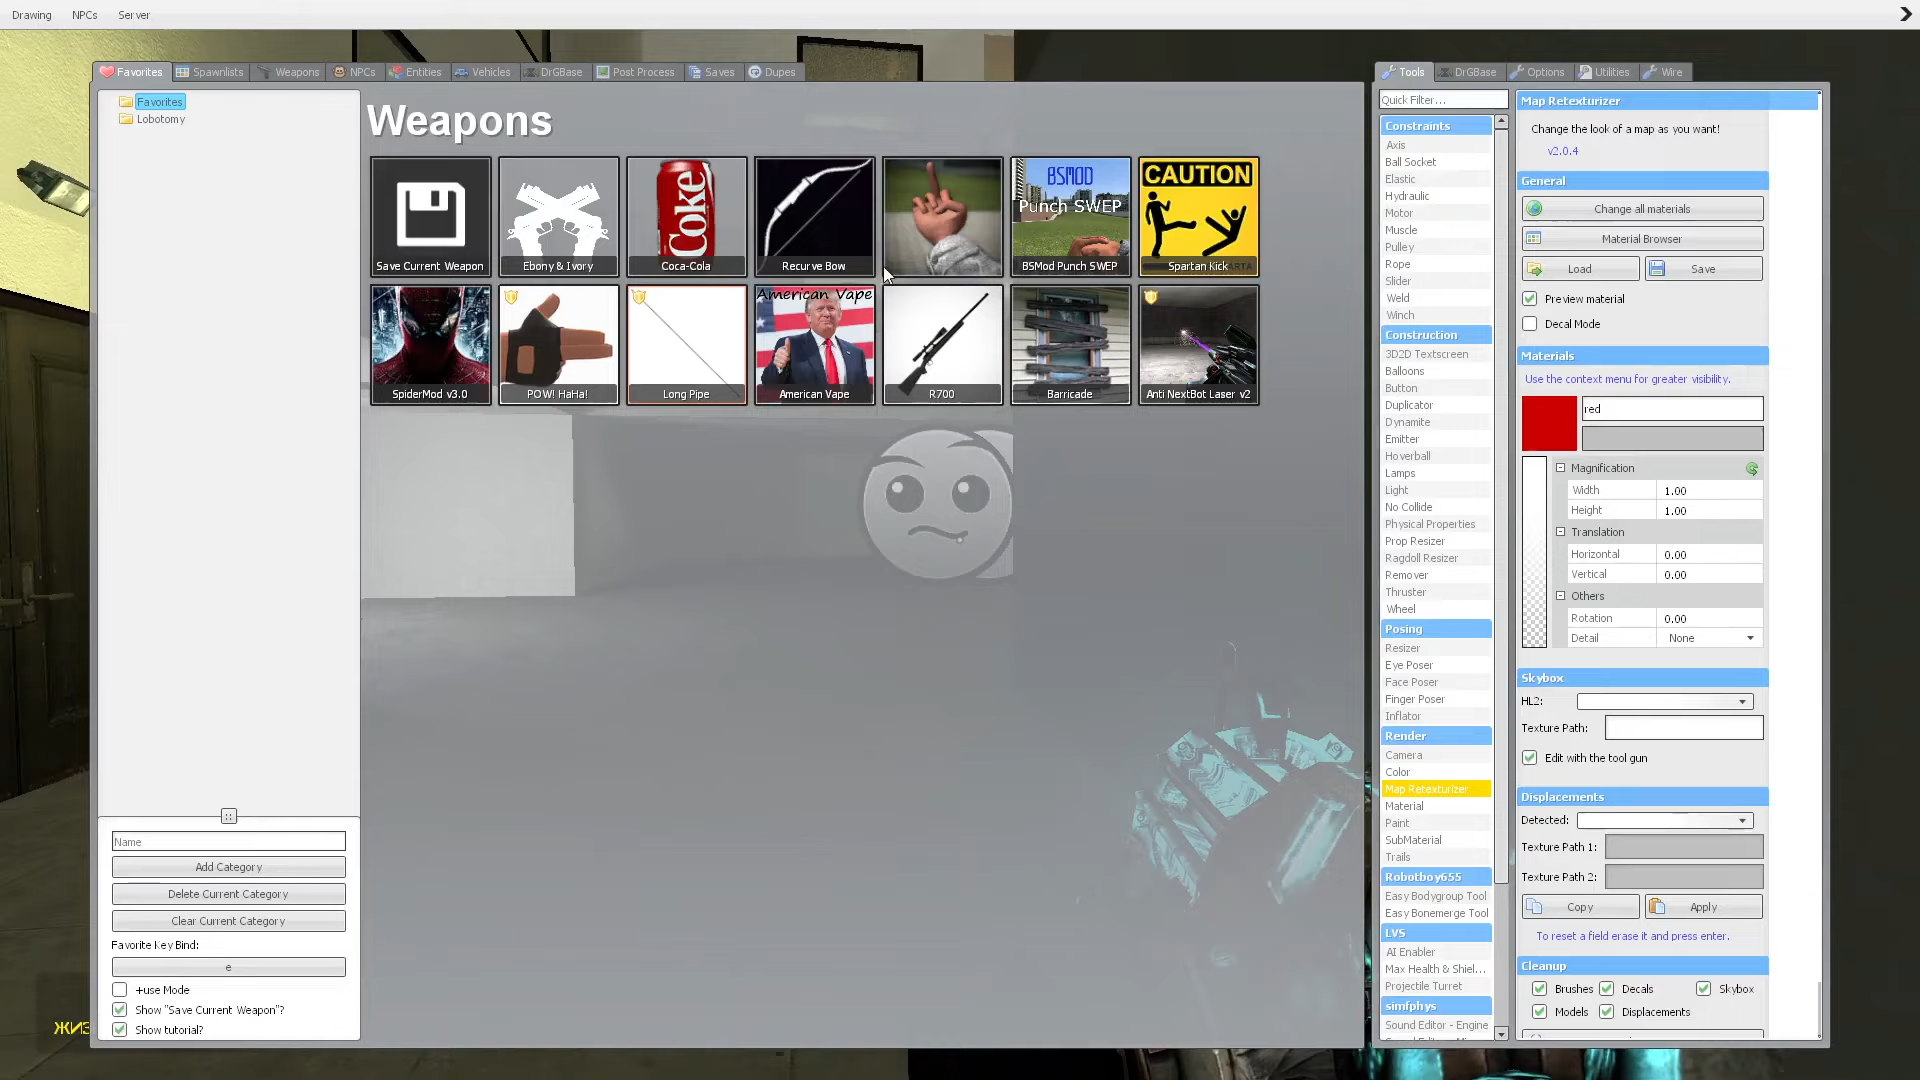 Drawing NPCs Server
Favorites Spawnlists Weapons NPCs Entities Vehicles DrGBase Post Process Saves Dupes
Favorites
Lobotomy
Weapons
Save Current Weapon
Ebony & Ivory
Coke
Coca-Cola
Recurve Bow
BSMOD
Punch SWEP
BSMod Punch SWEP
CAUTION
Spartan Kick
SpiderMod v3.0
POW! HaHa!
Long Pipe
American Vape
American Vape
R700
Barricade
Anti NextBot Laser v2
Name
Add Category
Delete Current Category
Clear Current Category
Favorite Key Bind:
e
+use Mode
Show "Save Current Weapon"?
Show tutorial?
ЖИЗ
Tools DrGBase Options Utilities Wire
Quick Filter...
Constraints
Axis
Ball Socket
Elastic
Hydraulic
Motor
Muscle
Pulley
Rope
Slider
Weld
Winch
Construction
3D2D Textscreen
Balloons
Button
Duplicator
Dynamite
Emitter
Hoverball
Lamps
Light
No Collide
Physical Properties
Prop Resizer
Ragdoll Resizer
Remover
Thruster
Wheel
Posing
Resizer
Eye Poser
Face Poser
Finger Poser
Inflator
Render
Camera
Color
Map Retexturizer
Material
Paint
SubMaterial
Trails
Robotboy655
Easy Bodygroup Tool
Easy Bonemerge Tool
LVS
AI Enabler
Max Health & Shiel...
Projectile Turret
simfphys
Sound Editor - Engine
Map Retexturizer
Change the look of a map as you want!
v2.0.4
General
Change all materials
Material Browser
Load Save
Preview material
Decal Mode
Materials
Use the context menu for greater visibility.
red
Magnification
Width 1.00
Height 1.00
Translation
Horizontal 0.00
Vertical 0.00
Others
Rotation 0.00
Detail None
Skybox
HL2:
Texture Path:
Edit with the tool gun
Displacements
Detected:
Texture Path 1:
Texture Path 2:
Copy Apply
To reset a field erase it and press enter.
Cleanup
Brushes Decals Skybox
Models Displacements